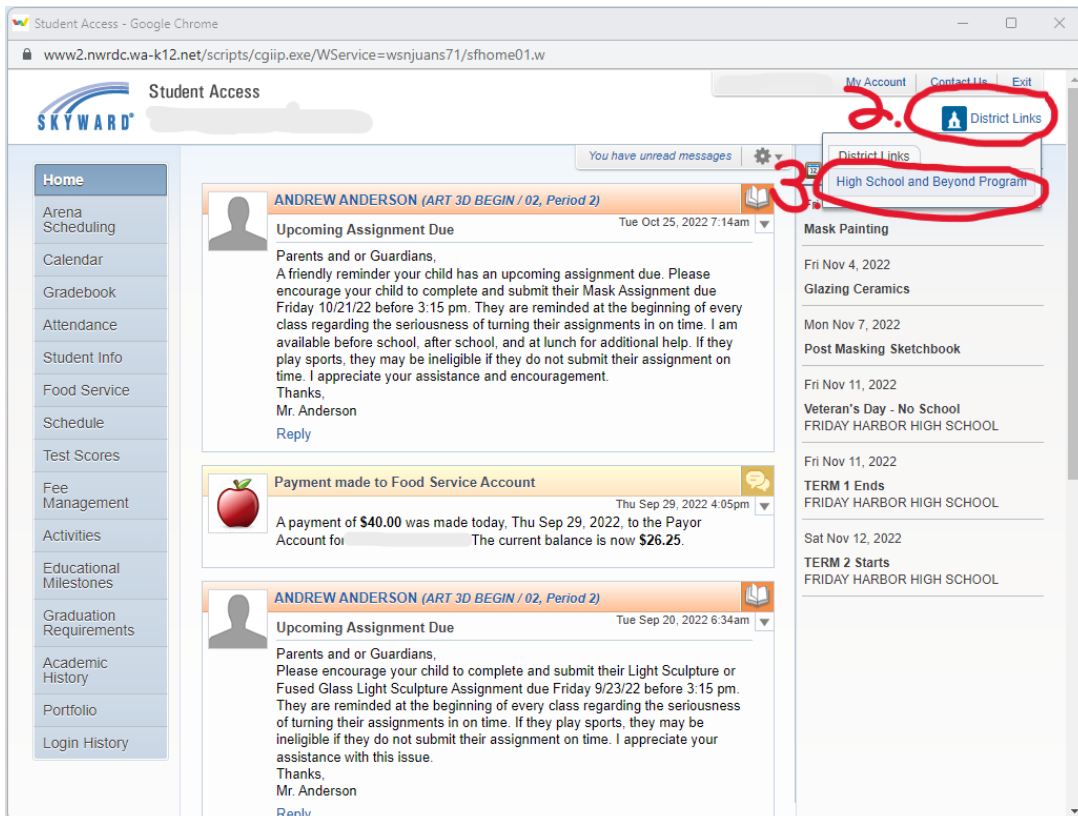 Student Access - Google Chrome
www2.nwrdc.wa-k12.net/scripts/cgiip.exe/WService=wsnjuans71/sfhome01.w
SKYWARD®
Student Access
My Account Contact Us Exit
2.
District Links
You have unread messages
District Links
3.
High School and Beyond Program
Home
Arena
Scheduling
Calendar
Gradebook
Attendance
Student Info
Food Service
Schedule
Test Scores
Fee
Management
Activities
Educational
Milestones
Graduation
Requirements
Academic
History
Portfolio
Login History
ANDREW ANDERSON (ART 3D BEGIN / 02, Period 2)
Upcoming Assignment Due
Tue Oct 25, 2022 7:14am
Parents and or Guardians,
A friendly reminder your child has an upcoming assignment due. Please
encourage your child to complete and submit their Mask Assignment due
Friday 10/21/22 before 3:15 pm. They are reminded at the beginning of every
class regarding the seriousness of turning their assignments in on time. I am
available before school, after school, and at lunch for additional help. If they
play sports, they may be ineligible if they do not submit their assignment on
time. I appreciate your assistance and encouragement.
Thanks,
Mr. Anderson
Reply
Payment made to Food Service Account
Thu Sep 29, 2022 4:05pm
A payment of $40.00 was made today, Thu Sep 29, 2022, to the Payor
Account for The current balance is now $26.25.
ANDREW ANDERSON (ART 3D BEGIN / 02, Period 2)
Upcoming Assignment Due
Tue Sep 20, 2022 6:34am
Parents and or Guardians,
Please encourage your child to complete and submit their Light Sculpture or
Fused Glass Light Sculpture Assignment due Friday 9/23/22 before 3:15 pm.
They are reminded at the beginning of every class regarding the seriousness
of turning their assignments in on time. If they play sports, they may be
ineligible if they do not submit their assignment on time. I appreciate your
assistance with this issue.
Thanks,
Mr. Anderson
Reply
Mask Painting
Fri Nov 4, 2022
Glazing Ceramics
Mon Nov 7, 2022
Post Masking Sketchbook
Fri Nov 11, 2022
Veteran's Day - No School
FRIDAY HARBOR HIGH SCHOOL
Fri Nov 11, 2022
TERM 1 Ends
FRIDAY HARBOR HIGH SCHOOL
Sat Nov 12, 2022
TERM 2 Starts
FRIDAY HARBOR HIGH SCHOOL